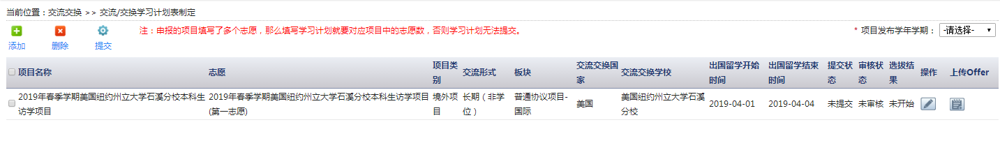 当前位置：交流交换 >> 交流/交换学习计划表制定
注：申报的项目填写了多个志愿，那么填写学习计划就要对应项目中的志愿数，否则学习计划无法提交。
* 项目发布学年学期： -请选择-
添加 删除 提交
项目名称 志愿 项目类别 交流形式 板块 交流交换国家 交流交换学校 出国留学开始时间 出国留学结束时间 提交状态 审核状态 选拔结果 操作 上传Offer
2019年春季学期美国纽约州立大学石溪分校本科生访学项目 2019年春季学期美国纽约州立大学石溪分校本科生访学项目(第一志愿) 境外项目 长期（非学位） 普通协议项目-国际 美国 美国纽约州立大学石溪分校 2019-04-01 2019-04-04 未提交 未审核 未开始